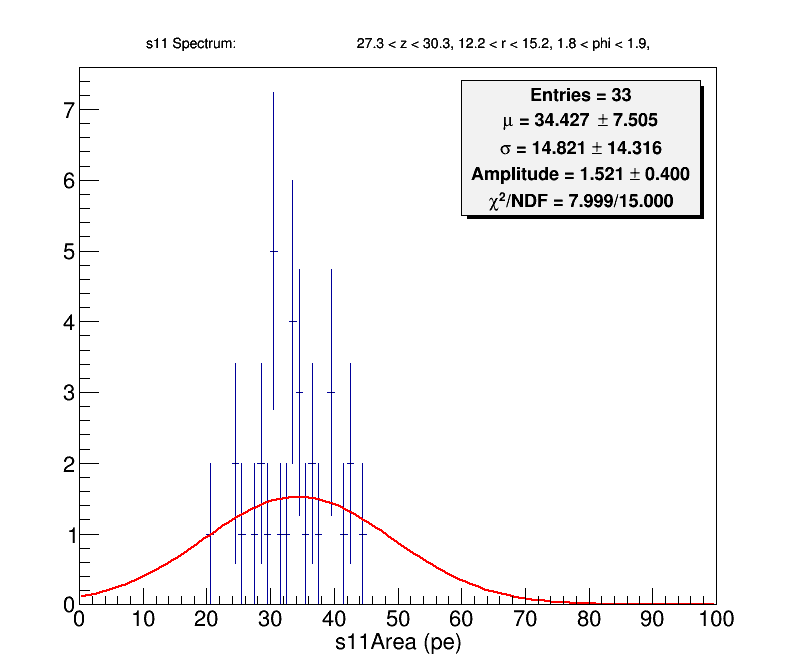 s11 Spectrum: 27.3 < z < 30.3, 12.2 < r < 15.2, 1.8 < phi < 1.9,
Entries = 33
μ = 34.427 ± 7.505
σ = 14.821 ± 14.316
Amplitude = 1.521 ± 0.400
χ²/NDF = 7.999/15.000
7
6
5
4
3
2
1
0
0 10 20 30 40 50 60 70 80 90 100
s11Area (pe)